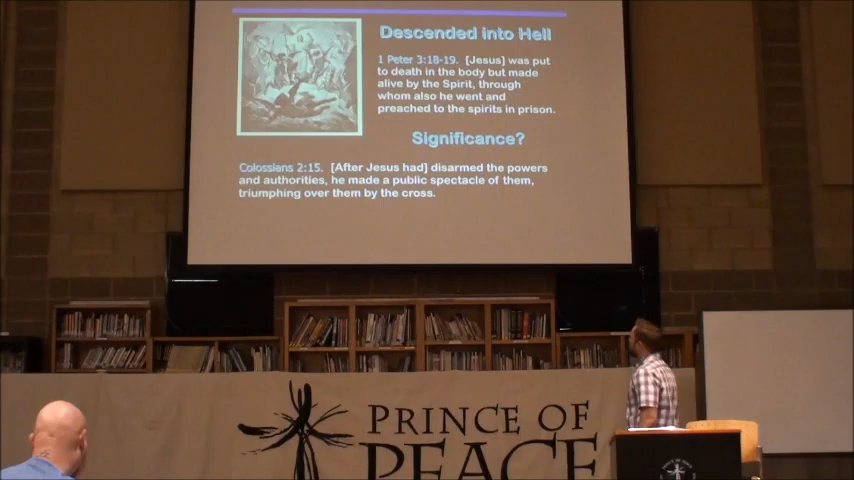 Descended into Hell
1 Peter 3:18-19. [Jesus] was put
to death in the body but made
alive by the Spirit, through
whom also he went and
preached to the spirits in prison.
Significance?
Colossians 2:15. [After Jesus had] disarmed the powers
and authorities, he made a public spectacle of them,
triumphing over them by the cross.
PRINCE OF
PEACE